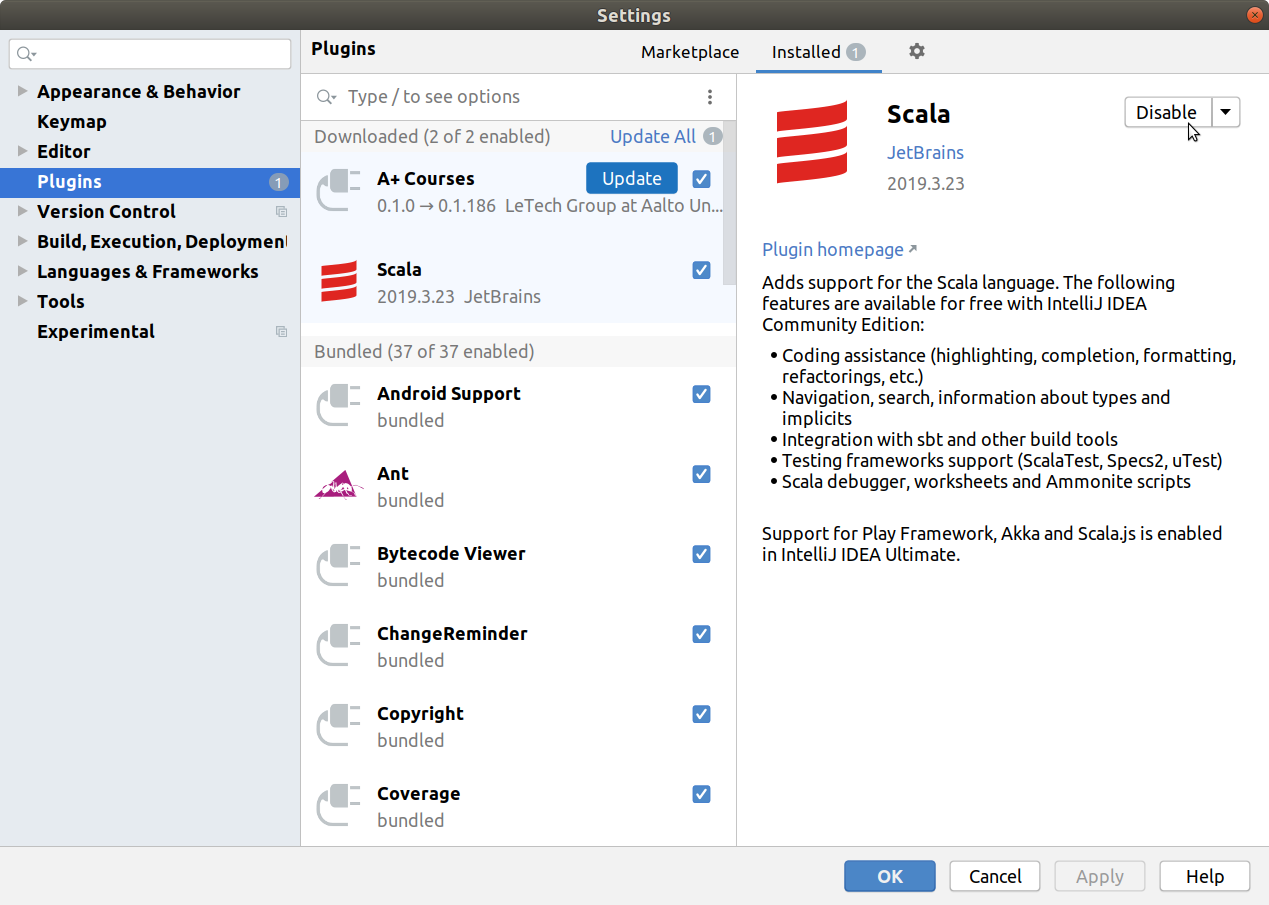 Settings
Plugins
Marketplace
Installed 1
Appearance & Behavior
Keymap
Editor
Plugins 1
Version Control
Build, Execution, Deployment
Languages & Frameworks
Tools
Experimental
Type / to see options
Downloaded (2 of 2 enabled) Update All 1
A+ Courses Update
0.1.0 → 0.1.186 LeTech Group at Aalto Un...
Scala
2019.3.23 JetBrains
Bundled (37 of 37 enabled)
Android Support
bundled
Ant
bundled
Bytecode Viewer
bundled
ChangeReminder
bundled
Copyright
bundled
Coverage
bundled
Scala
Disable
JetBrains
2019.3.23
Plugin homepage ↗
Adds support for the Scala language. The following
features are available for free with IntelliJ IDEA
Community Edition:
• Coding assistance (highlighting, completion, formatting,
refactorings, etc.)
• Navigation, search, information about types and
implicits
• Integration with sbt and other build tools
• Testing frameworks support (ScalaTest, Specs2, uTest)
• Scala debugger, worksheets and Ammonite scripts
Support for Play Framework, Akka and Scala.js is enabled
in IntelliJ IDEA Ultimate.
OK
Cancel
Apply
Help